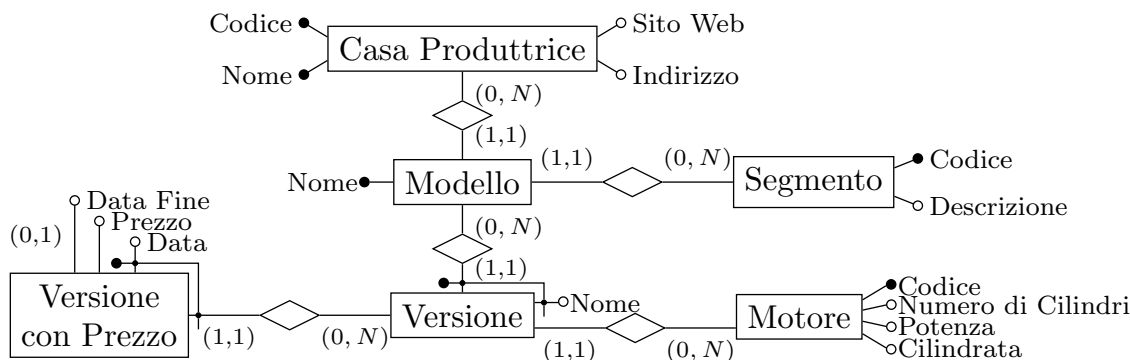 Codice
Sito Web
Casa Produttrice
Nome
Indirizzo
(0, N)
(1,1)
Nome
Modello
(1,1)
(0, N)
Segmento
Codice
Descrizione
(0, N)
(1,1)
Data Fine
Prezzo
Data
(0,1)
Versione
con Prezzo
(1,1)
(0, N)
Versione
Nome
(1,1)
(0, N)
Motore
Codice
Numero di Cilindri
Potenza
Cilindrata